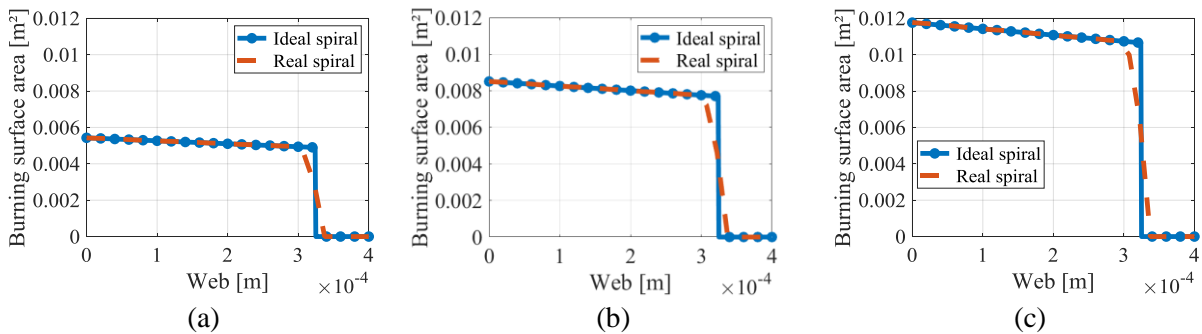 0.012
0.01
0.008
0.006
0.004
0.002
0
Burning surface area [m²]
Ideal spiral
Real spiral
0 1 2 3 4
Web [m]
×10⁻⁴
(a)
0.012
0.01
0.008
0.006
0.004
0.002
0
Burning surface area [m²]
Ideal spiral
Real spiral
0 1 2 3 4
Web [m]
×10⁻⁴
(b)
0.012
0.01
0.008
0.006
0.004
0.002
0
Burning surface area [m²]
Ideal spiral
Real spiral
0 1 2 3 4
Web [m]
×10⁻⁴
(c)